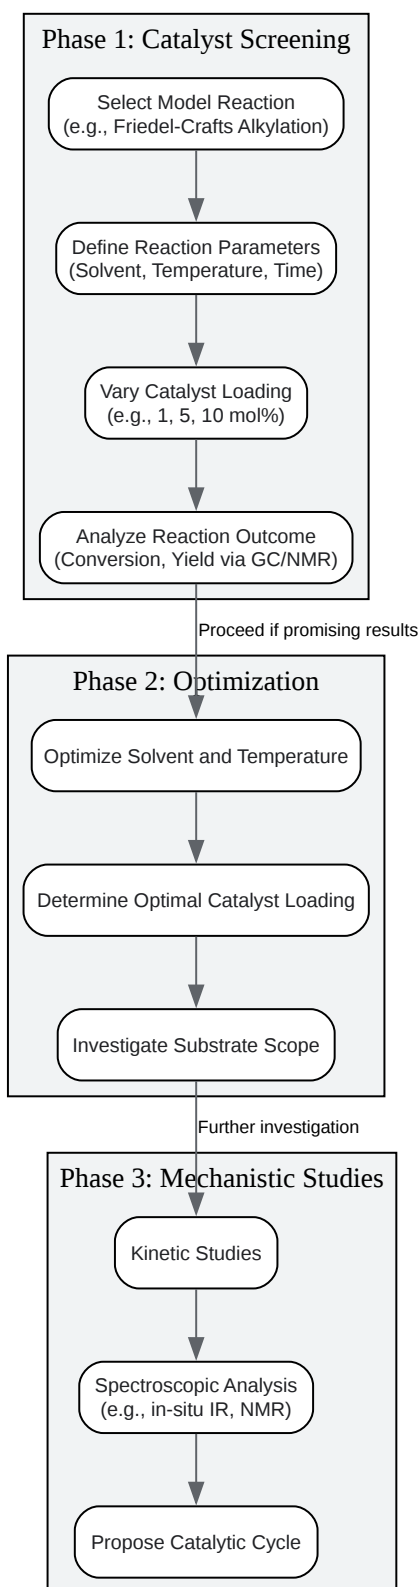 Phase 1: Catalyst Screening
Select Model Reaction
(e.g., Friedel-Crafts Alkylation)
Define Reaction Parameters
(Solvent, Temperature, Time)
Vary Catalyst Loading
(e.g., 1, 5, 10 mol%)
Analyze Reaction Outcome
(Conversion, Yield via GC/NMR)
Proceed if promising results
Phase 2: Optimization
Optimize Solvent and Temperature
Determine Optimal Catalyst Loading
Investigate Substrate Scope
Further investigation
Phase 3: Mechanistic Studies
Kinetic Studies
Spectroscopic Analysis
(e.g., in-situ IR, NMR)
Propose Catalytic Cycle